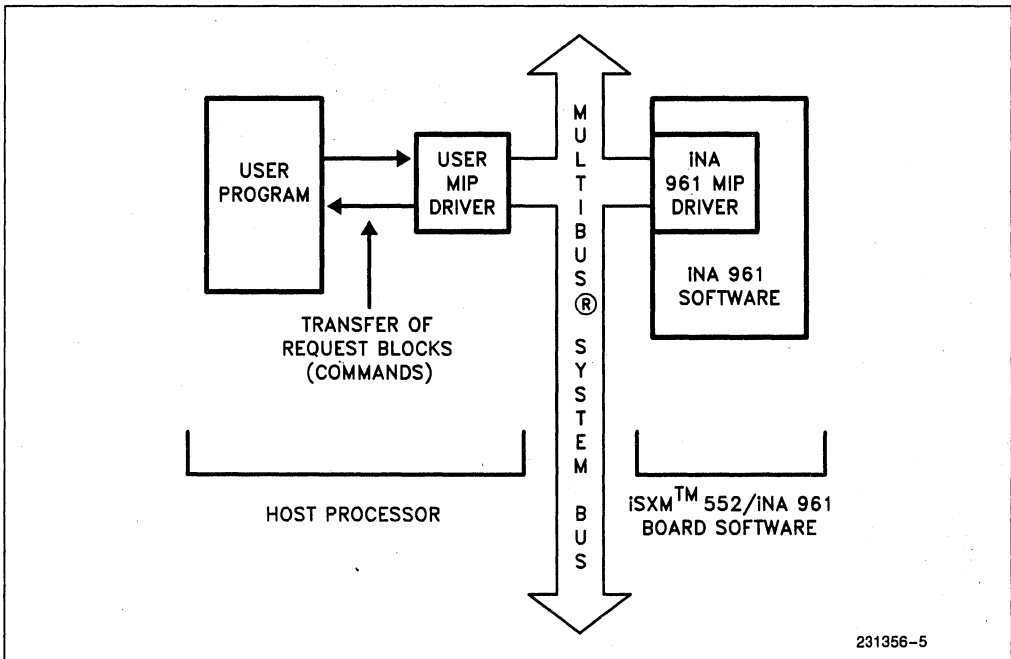 USER
PROGRAM
USER
MIP
DRIVER
TRANSFER OF
REQUEST BLOCKS
(COMMANDS)
HOST PROCESSOR
MULTIBUS® SYSTEM BUS
iNA
961 MIP
DRIVER
iNA 961
SOFTWARE
iSXM™ 552/iNA 961
BOARD SOFTWARE
231356-5